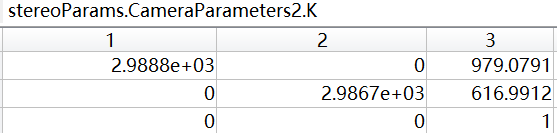 stereoParams.CameraParameters2.K
1 2 3
2.9888e+03 0 979.0791
0 2.9867e+03 616.9912
0 0 1